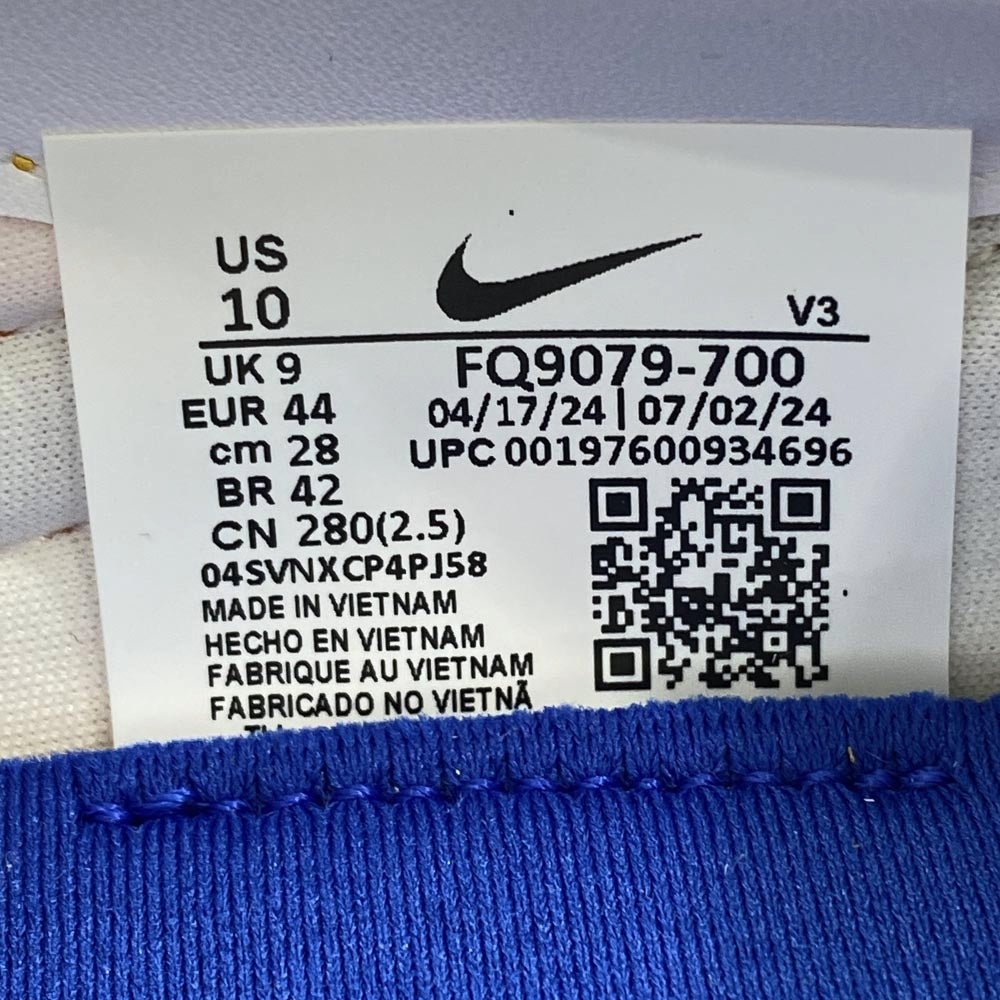 US
10
V3
UK 9
FQ9079-700
EUR 44
04/17/24 | 07/02/24
cm 28
UPC 00197600934696
BR 42
CN 280(2.5)
04SVNXCP4PJ58
MADE IN VIETNAM
HECHO EN VIETNAM
FABRIQUE AU VIETNAM
FABRICADO NO VIETNÃ